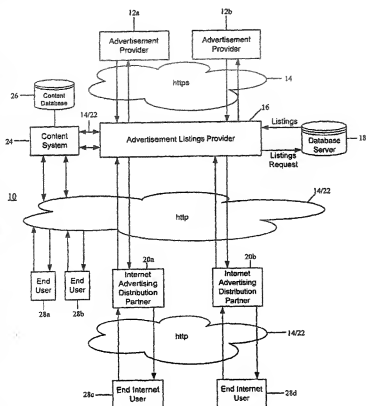 12a
12b
Advertisement
Provider
Advertisement
Provider
26
Content
Database
https
14
14/22
16
24
Content
System
Advertisement Listings Provider
Listings
Listings
Request
Database
Server
18
10
14/22
http
End
User
End
User
28a
28b
20a
20b
Internet
Advertising
Distribution
Partner
Internet
Advertising
Distribution
Partner
http
14/22
28c
End Internet
User
End Internet
User
28d